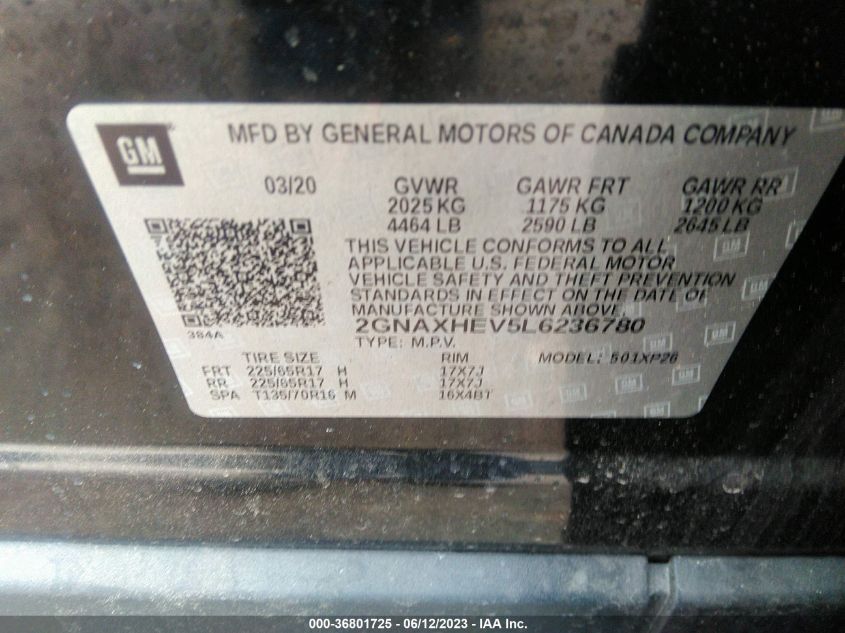 GM
MFD BY GENERAL MOTORS OF CANADA COMPANY
03/20 GVWR GAWR FRT GAWR RR
2025 KG 1175 KG 1200 KG
4464 LB 2590 LB 2645 LB
THIS VEHICLE CONFORMS TO ALL
APPLICABLE U.S. FEDERAL MOTOR
VEHICLE SAFETY AND THEFT PREVENTION
STANDARDS IN EFFECT ON THE DATE OF
MANUFACTURE SHOWN ABOVE.
2GNAXHEV5L6236780
384A
TYPE: M.P.V.
TIRE SIZE RIM MODEL: 501XP26
FRT 225/65R17 H 17X7J
RR 225/65R17 H 17X7J
SPA T135/70R16 M 16X4BT
000-36801725 - 06/12/2023 - IAA Inc.